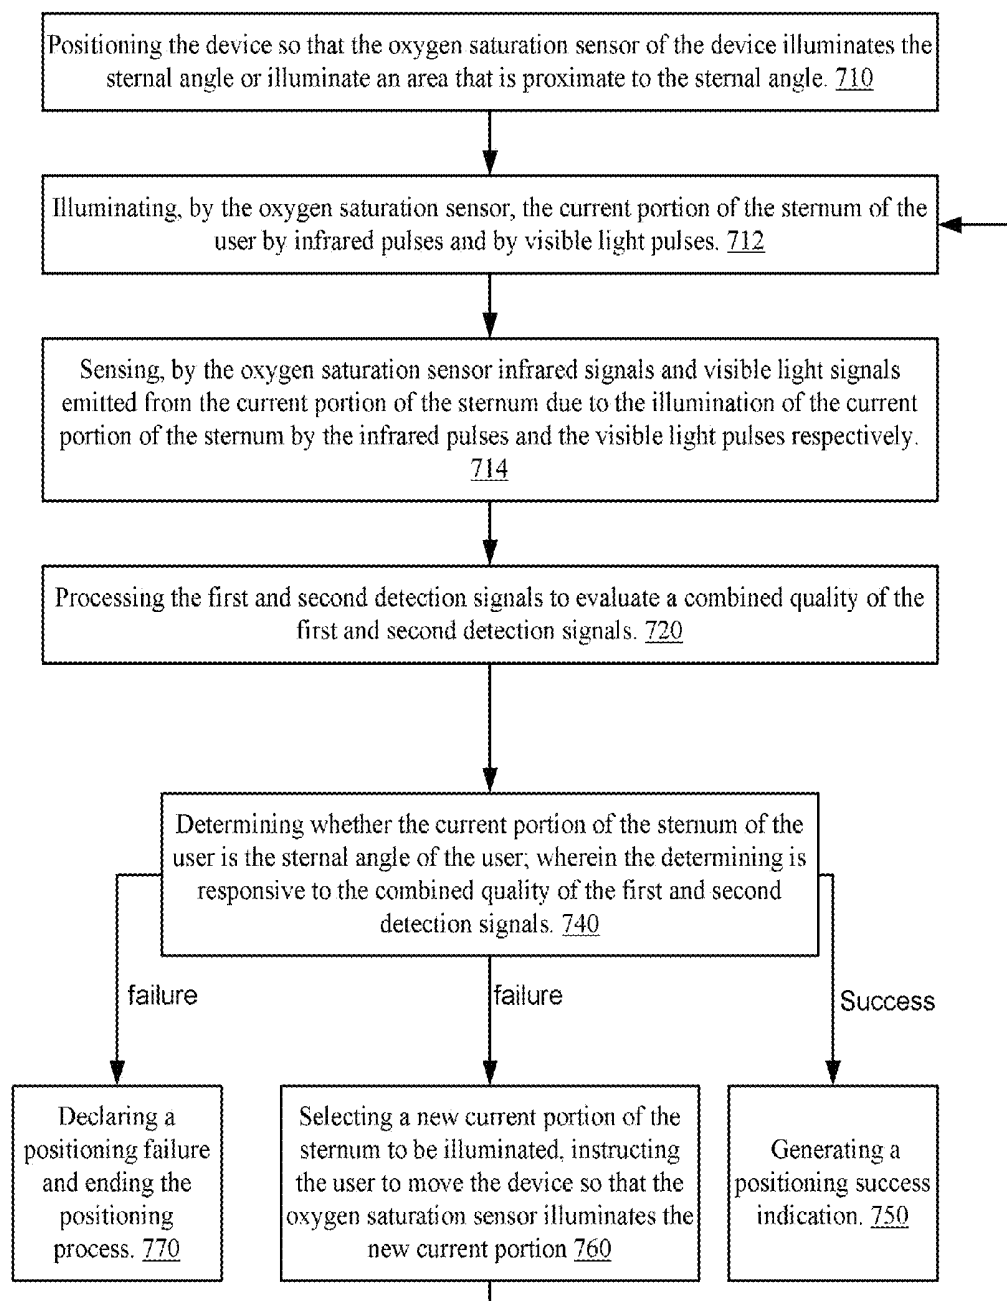 Positioning the device so that the oxygen saturation sensor of the device illuminates the
sternal angle or illuminate an area that is proximate to the sternal angle. 710
Illuminating, by the oxygen saturation sensor, the current portion of the sternum of the
user by infrared pulses and by visible light pulses. 712
Sensing, by the oxygen saturation sensor infrared signals and visible light signals
emitted from the current portion of the sternum due to the illumination of the current
portion of the sternum by the infrared pulses and the visible light pulses respectively.
714
Processing the first and second detection signals to evaluate a combined quality of the
first and second detection signals. 720
Determining whether the current portion of the sternum of the
user is the sternal angle of the user; wherein the determining is
responsive to the combined quality of the first and second
detection signals. 740
failure
failure
Success
Declaring a
positioning failure
and ending the
positioning
process. 770
Selecting a new current portion of the
sternum to be illuminated, instructing
the user to move the device so that the
oxygen saturation sensor illuminates the
new current portion 760
Generating a
positioning success
indication. 750